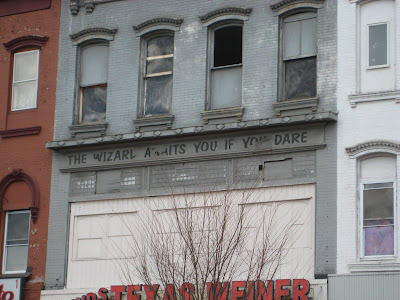 THE WIZARD AWAITS YOU IF YOU DARE
TEXAS WEINER